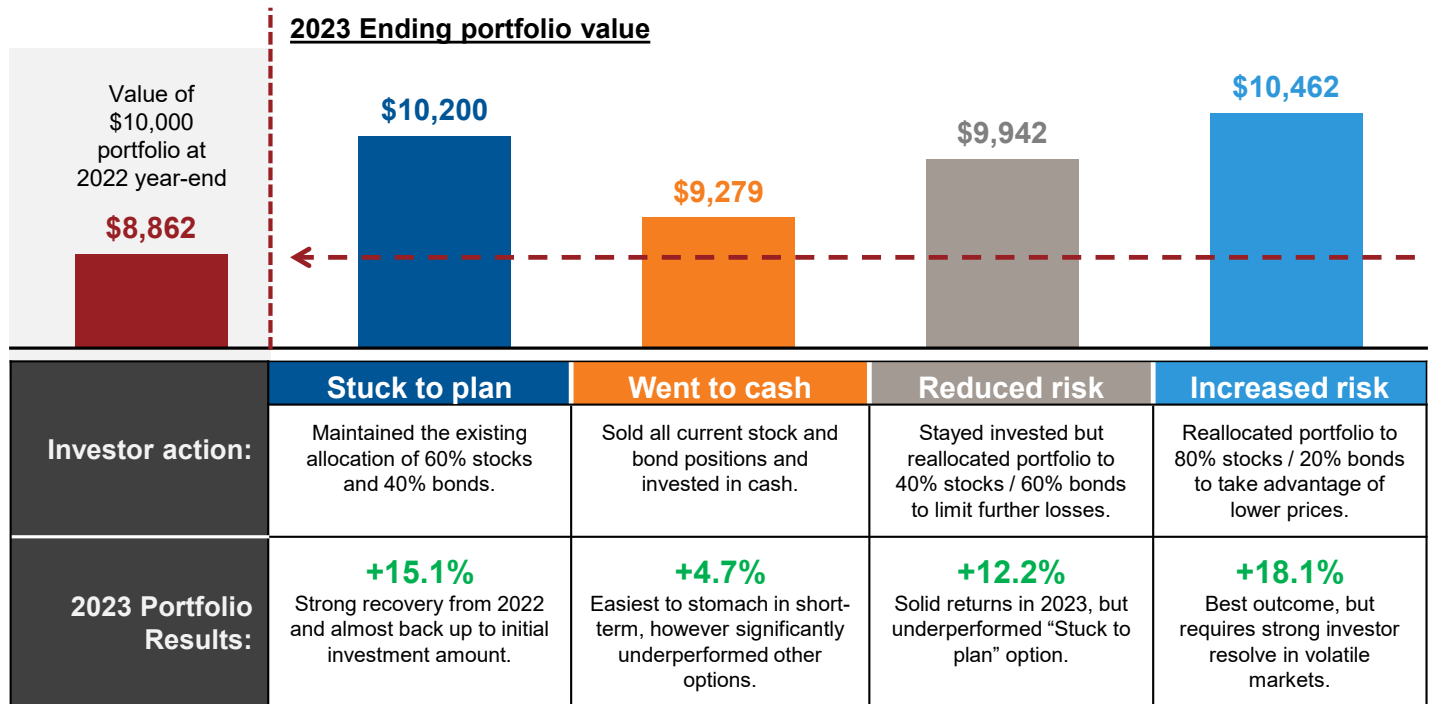 2023 Ending portfolio value
Value of
$10,000
portfolio at
2022 year-end
$8,862
$10,200
$9,279
$9,942
$10,462
Stuck to plan
Went to cash
Reduced risk
Increased risk
Investor action:
Maintained the existing
allocation of 60% stocks
and 40% bonds.
Sold all current stock and
bond positions and
invested in cash.
Stayed invested but
reallocated portfolio to
40% stocks / 60% bonds
to limit further losses.
Reallocated portfolio to
80% stocks / 20% bonds
to take advantage of
lower prices.
2023 Portfolio
Results:
+15.1%
Strong recovery from 2022
and almost back up to initial
investment amount.
+4.7%
Easiest to stomach in short-
term, however significantly
underperformed other
options.
+12.2%
Solid returns in 2023, but
underperformed “Stuck to
plan” option.
+18.1%
Best outcome, but
requires strong investor
resolve in volatile
markets.